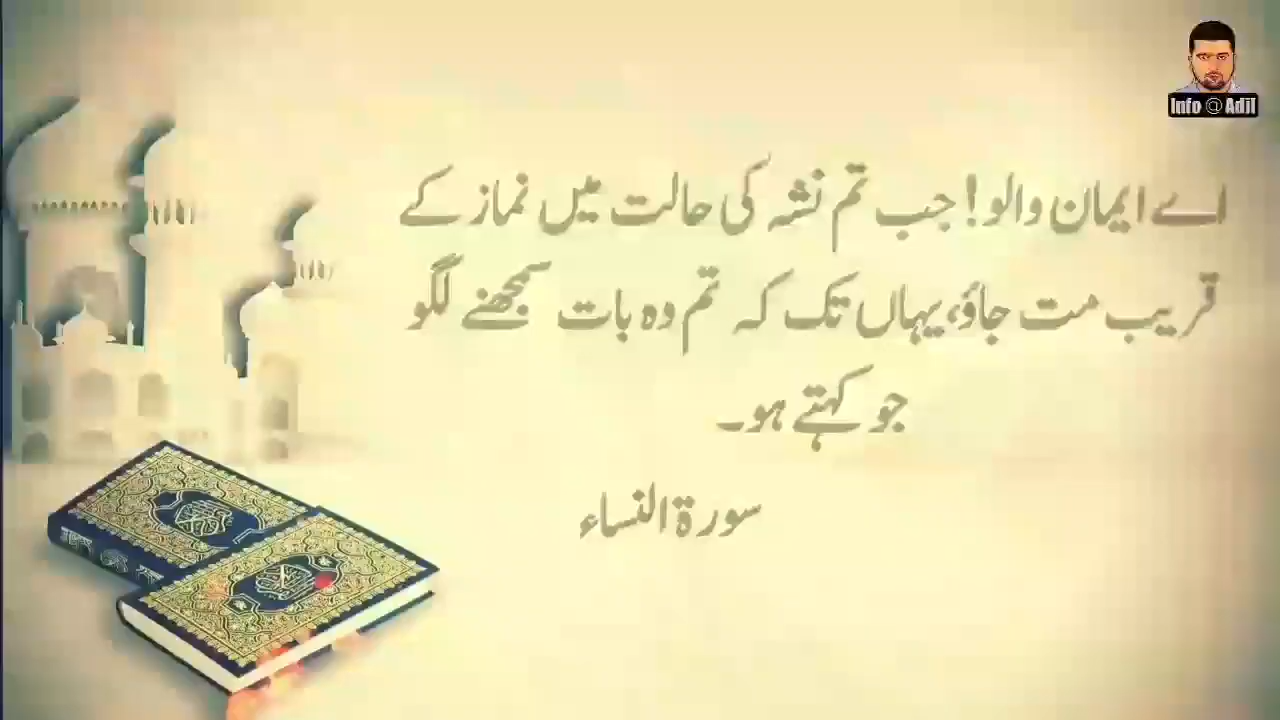 Info @ Adil
اے ایمان والو! جب تم نشہ کی حالت میں نماز کے
قریب مت جاؤ، یہاں تک کہ تم وہ بات سمجھنے لگو
جو کہتے ہو۔
سورۃ النساء